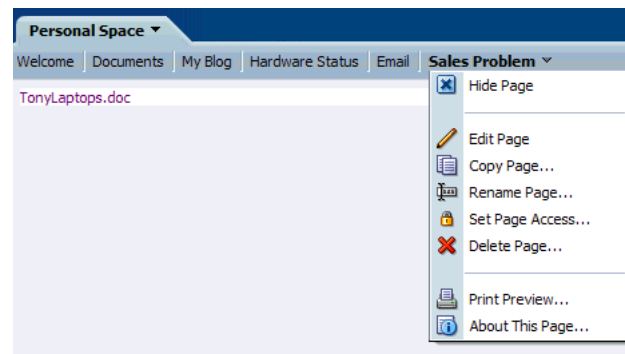 Personal Space
Welcome Documents My Blog Hardware Status Email Sales Problem
TonyLaptops.doc
Hide Page
Edit Page
Copy Page...
Rename Page...
Set Page Access...
Delete Page...
Print Preview...
About This Page...